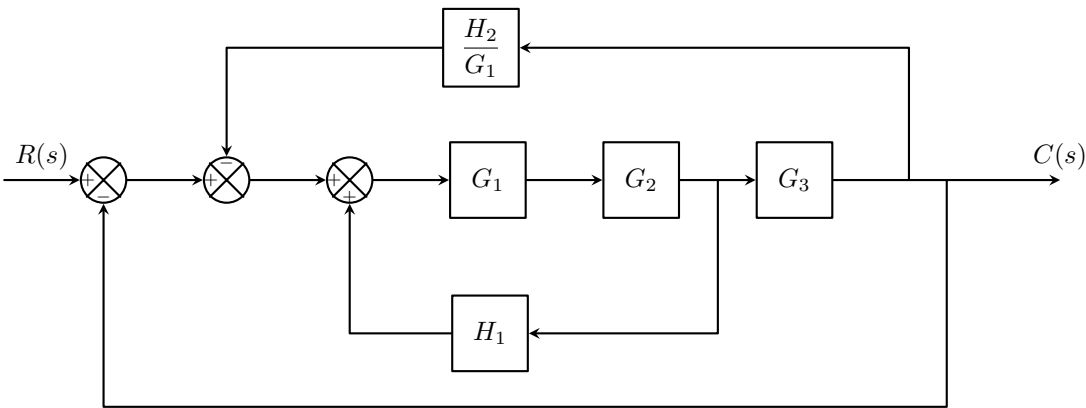 H₂
G₁
R(s)
C(s)
−
+
+
+
G₁
G₂
G₃
−
+
H₁